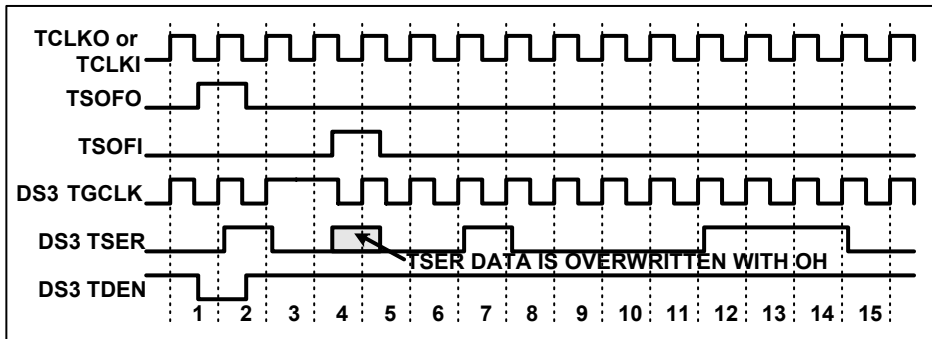 TCLKO or
TCLKI
TSOFO
TSOFI
DS3 TGCLK
DS3 TSER
TSER DATA IS OVERWRITTEN WITH OH
DS3 TDEN
1 2 3 4 5 6 7 8 9 10 11 12 13 14 15